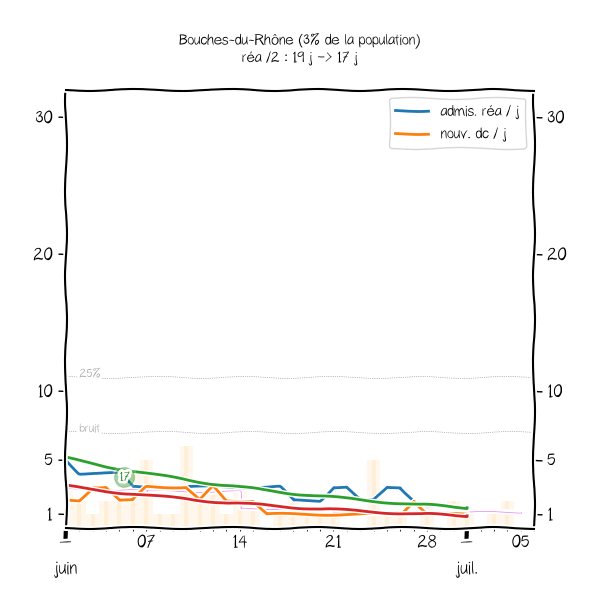 Bouches-du-Rhône (3% de la population)
réa /2 : 19 j -> 17 j
admis. réa / j
nouv. dc / j
30
30
20
20
25%
10
10
bruit
5
5
17
1
1
07
14
21
28
05
juin
juil.